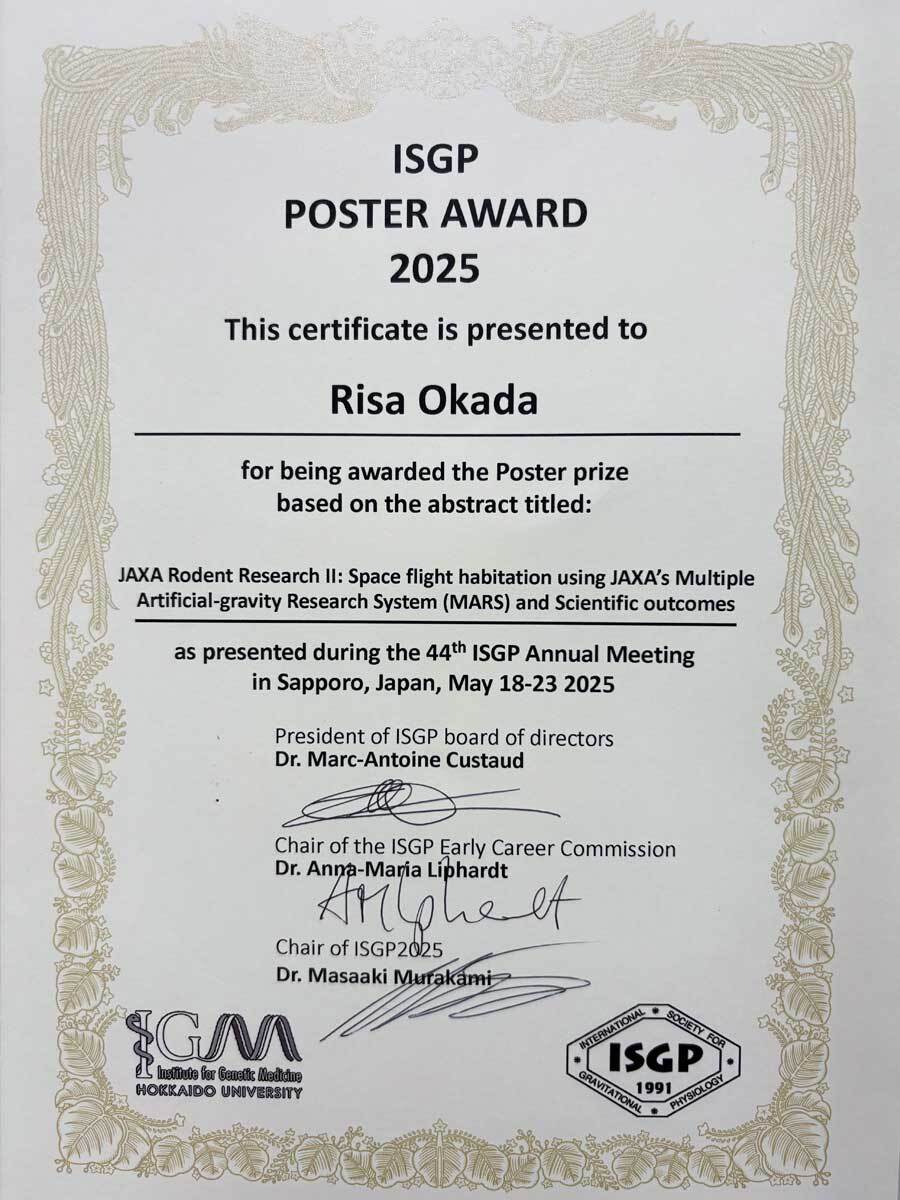 ISGP
POSTER AWARD
2025
This certificate is presented to
Risa Okada
for being awarded the Poster prize
based on the abstract titled:
JAXA Rodent Research II: Space flight habitation using JAXA's Multiple
Artificial-gravity Research System (MARS) and Scientific outcomes
as presented during the 44th ISGP Annual Meeting
in Sapporo, Japan, May 18-23 2025
President of ISGP board of directors
Dr. Marc-Antoine Custaud
Chair of the ISGP Early Career Commission
Dr. Anna-Maria Liphardt
AMLiphardt
Chair of ISGP2025
Dr. Masaaki Murakami
IGM
Institute for Genetic Medicine
HOKKAIDO UNIVERSITY
INTERNATIONAL * SOCIETY FOR
ISGP
1991
GRAVITATIONAL * PHYSIOLOGY